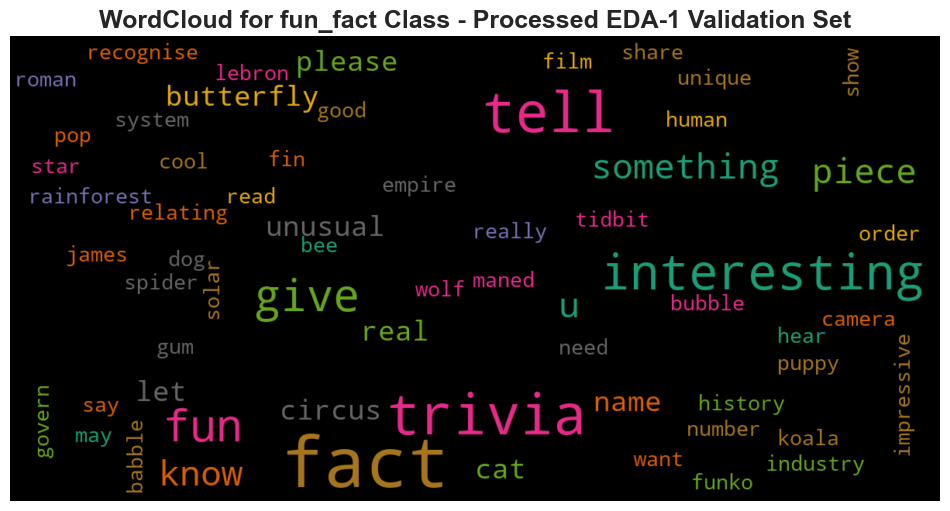 WordCloud for fun_fact Class - Processed EDA-1 Validation Set
recognise
lebron
please
film
share
unique
show
roman
butterfly
good
tell
human
system
pop
star
cool
fin
something
piece
rainforest
read
empire
relating
unusual
really
tidbit
order
bee
james
dog
spider
solar
give
wolf
maned
interesting
u
bubble
camera
real
hear
gum
need
puppy
impressive
govern
say
may
let
babble
fun
know
circus
trivia
fact
cat
name
history
number
koala
want
industry
funko